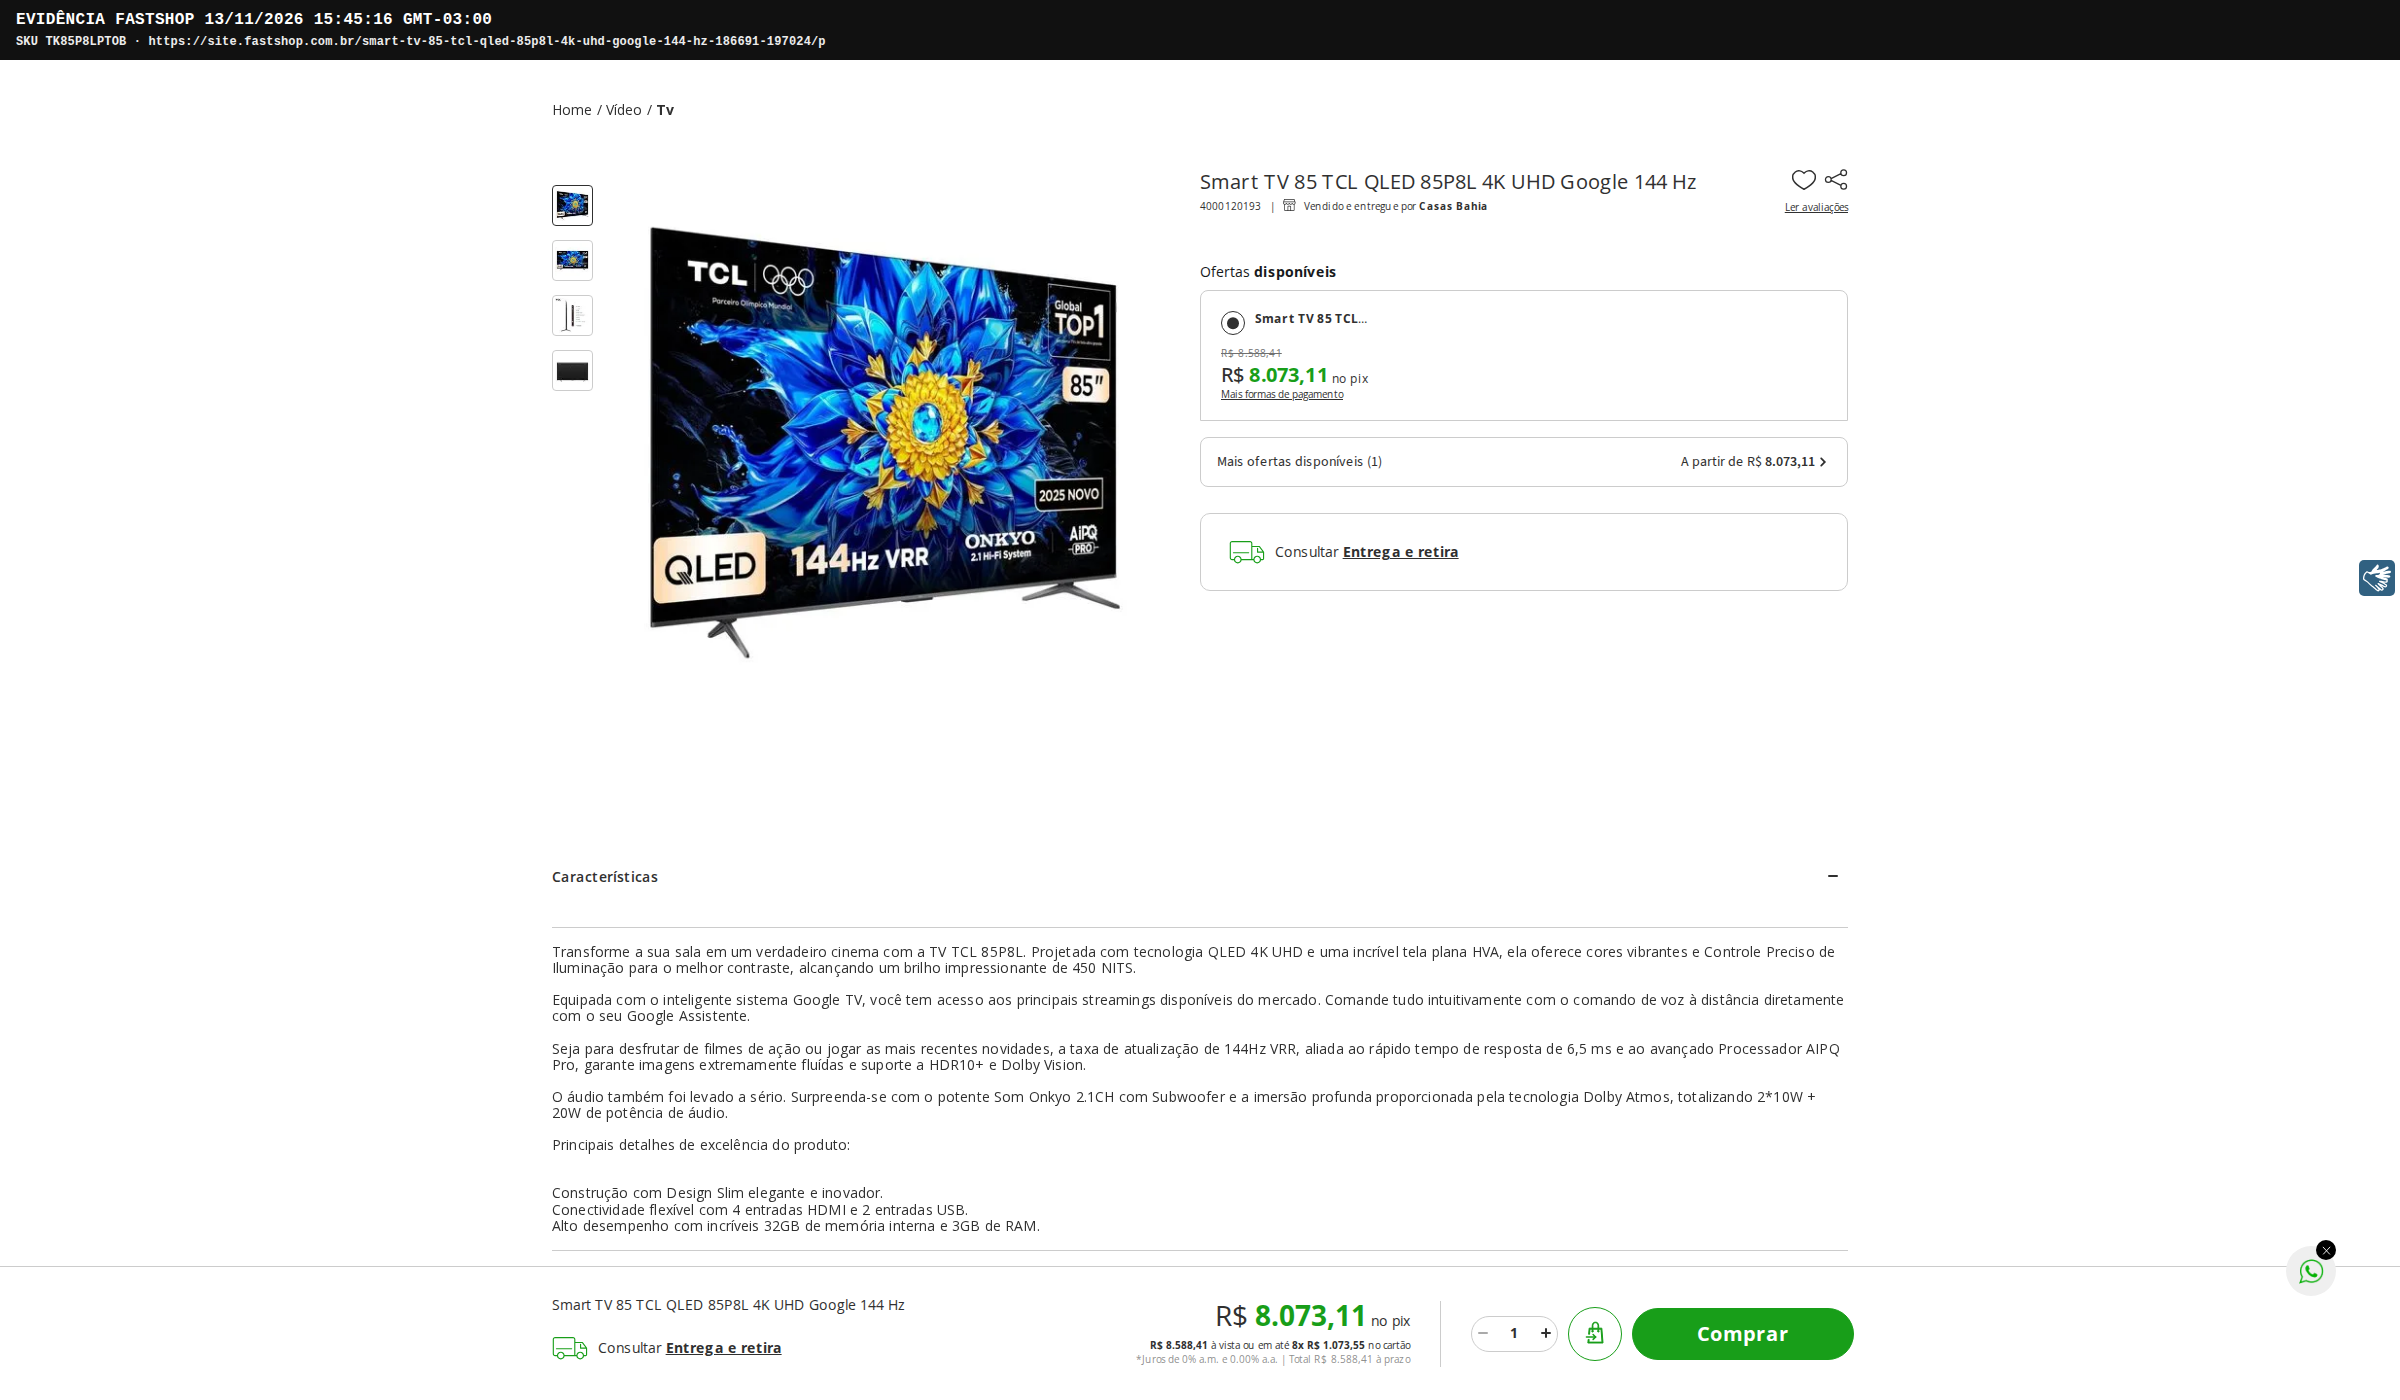 EVIDÊNCIA FASTSHOP 13/11/2026 15:45:16 GMT-03:00
SKU TK85P8LPTOB · https://site.fastshop.com.br/smart-tv-85-tcl-qled-85p8l-4k-uhd-google-144-hz-186691-197024/p
Home / Vídeo / Tv
Smart TV 85 TCL QLED 85P8L 4K UHD Google 144 Hz
4000120193 | Vendido e entregue por Casas Bahia
Ler avaliações
TCL
Parceiro Olímpico Mundial
Global
TOP1
85"
2025 NOVO
QLED
144Hz VRR
ONKYO
2.1 Hi-Fi System
AiPQ
PRO
Ofertas disponíveis
Smart TV 85 TCL...
R$ 8.588,41
R$ 8.073,11 no pix
Mais formas de pagamento
Mais ofertas disponíveis (1)
A partir de R$ 8.073,11
Consultar Entrega e retira
Características
Transforme a sua sala em um verdadeiro cinema com a TV TCL 85P8L. Projetada com tecnologia QLED 4K UHD e uma incrível tela plana HVA, ela oferece cores vibrantes e Controle Preciso de
Iluminação para o melhor contraste, alcançando um brilho impressionante de 450 NITS.
Equipada com o inteligente sistema Google TV, você tem acesso aos principais streamings disponíveis do mercado. Comande tudo intuitivamente com o comando de voz à distância diretamente
com o seu Google Assistente.
Seja para desfrutar de filmes de ação ou jogar as mais recentes novidades, a taxa de atualização de 144Hz VRR, aliada ao rápido tempo de resposta de 6,5 ms e ao avançado Processador AIPQ
Pro, garante imagens extremamente fluídas e suporte a HDR10+ e Dolby Vision.
O áudio também foi levado a sério. Surpreenda-se com o potente Som Onkyo 2.1CH com Subwoofer e a imersão profunda proporcionada pela tecnologia Dolby Atmos, totalizando 2*10W +
20W de potência de áudio.
Principais detalhes de excelência do produto:
Construção com Design Slim elegante e inovador.
Conectividade flexível com 4 entradas HDMI e 2 entradas USB.
Alto desempenho com incríveis 32GB de memória interna e 3GB de RAM.
Smart TV 85 TCL QLED 85P8L 4K UHD Google 144 Hz
Consultar Entrega e retira
R$ 8.073,11 no pix
R$ 8.588,41 à vista ou em até 8x R$ 1.073,55 no cartão
*Juros de 0% a.m. e 0.00% a.a. | Total R$ 8.588,41 à prazo
1
Comprar